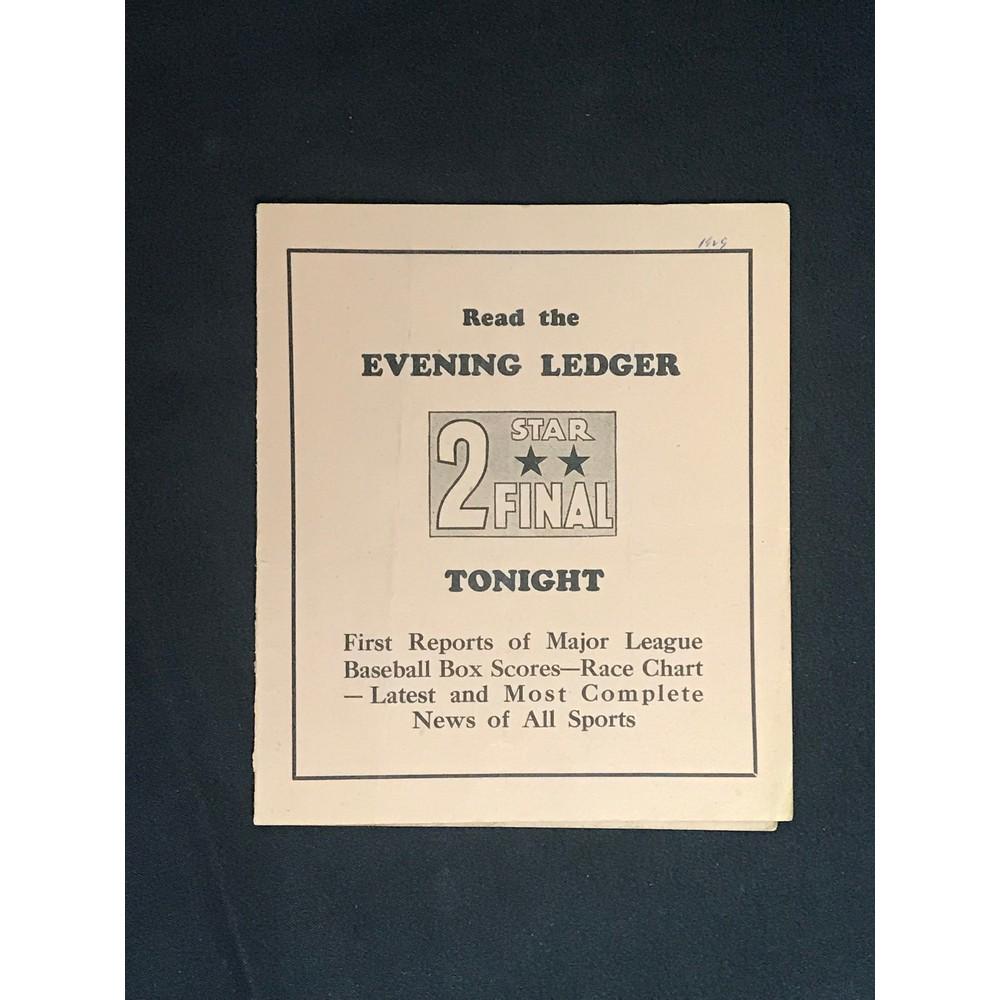 1929
Read the
EVENING LEDGER
2 STAR
★★
FINAL
TONIGHT
First Reports of Major League
Baseball Box Scores—Race Chart
— Latest and Most Complete
News of All Sports